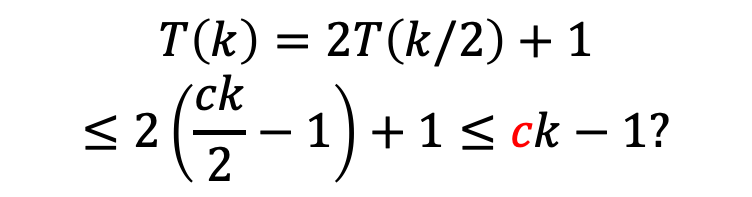 T(k) = 2T(k/2) + 1
≤ 2(ck/2 − 1) + 1 ≤ ck − 1?